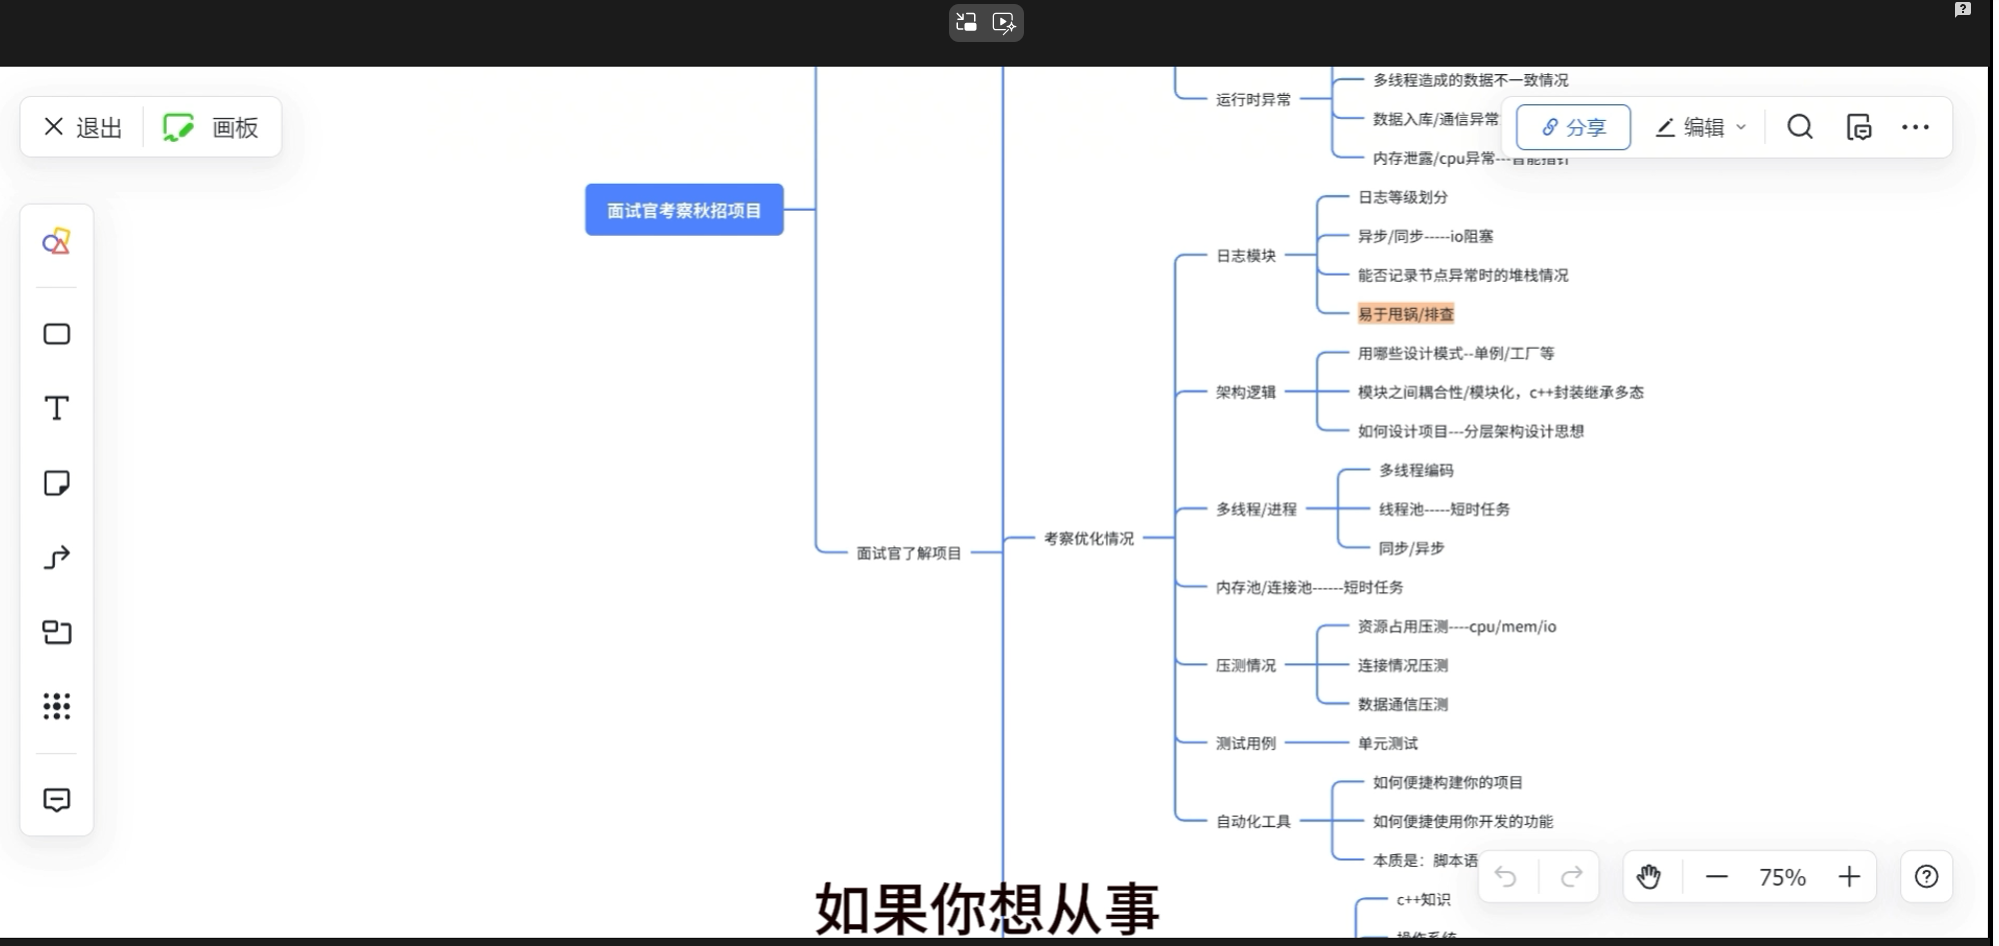 退出
画板
分享
编辑
多线程造成的数据不一致情况
运行时异常
数据入库/通信异常
内存泄露/cpu异常---智能指针
面试官考察秋招项目
日志等级划分
异步/同步-----io阻塞
日志模块
能否记录节点异常时的堆栈情况
易于甩锅/排查
用哪些设计模式--单例/工厂等
架构逻辑
模块之间耦合性/模块化，c++封装继承多态
如何设计项目---分层架构设计思想
多线程编码
多线程/进程
线程池-----短时任务
同步/异步
面试官了解项目
考察优化情况
内存池/连接池------短时任务
资源占用压测----cpu/mem/io
压测情况
连接情况压测
数据通信压测
测试用例
单元测试
如何便捷构建你的项目
自动化工具
如何便捷使用你开发的功能
本质是：脚本语
75%
c++知识
操作系统
如果你想从事